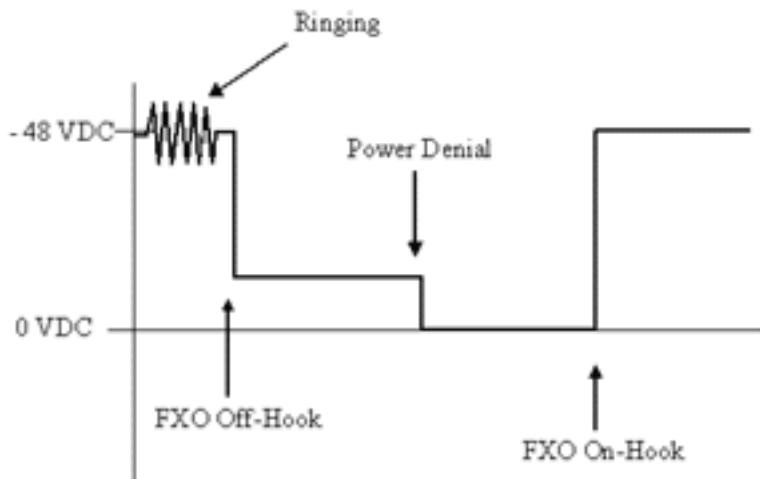 Ringing
- 48 VDC
Power Denial
0 VDC
FXO Off-Hook
FXO On-Hook